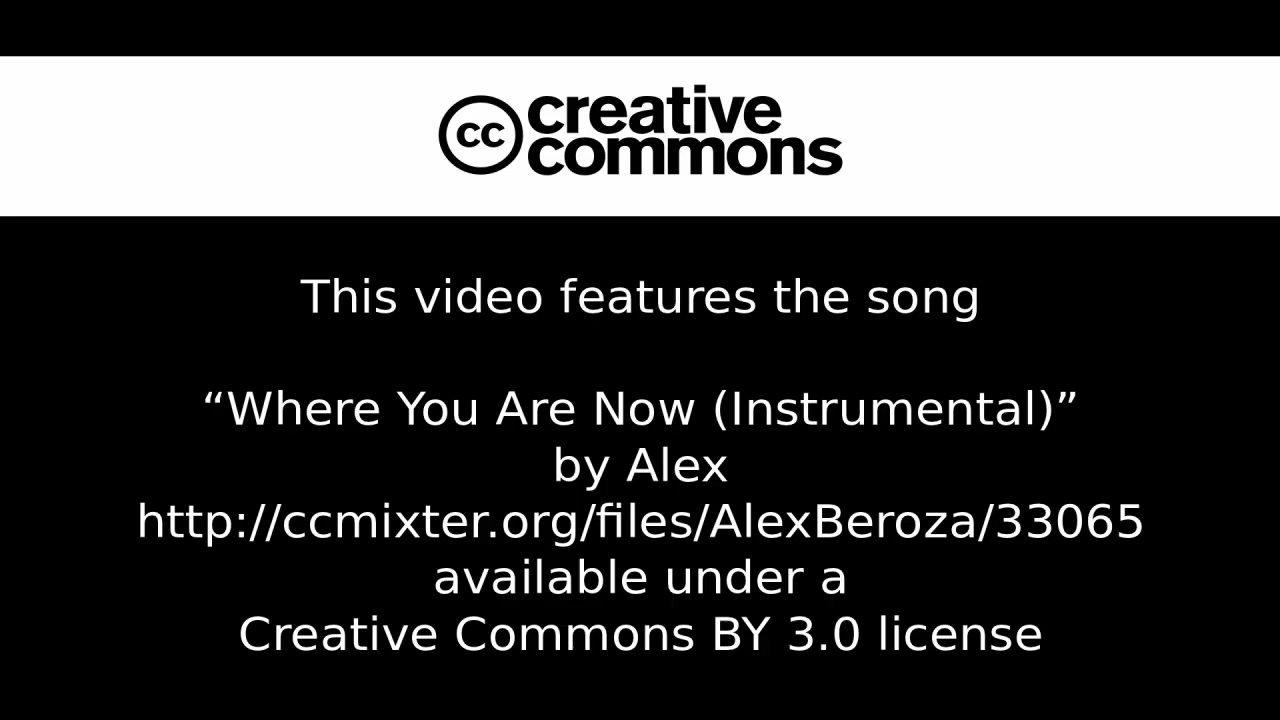 cc creative
commons
This video features the song
“Where You Are Now (Instrumental)”
by Alex
http://ccmixter.org/files/AlexBeroza/33065
available under a
Creative Commons BY 3.0 license